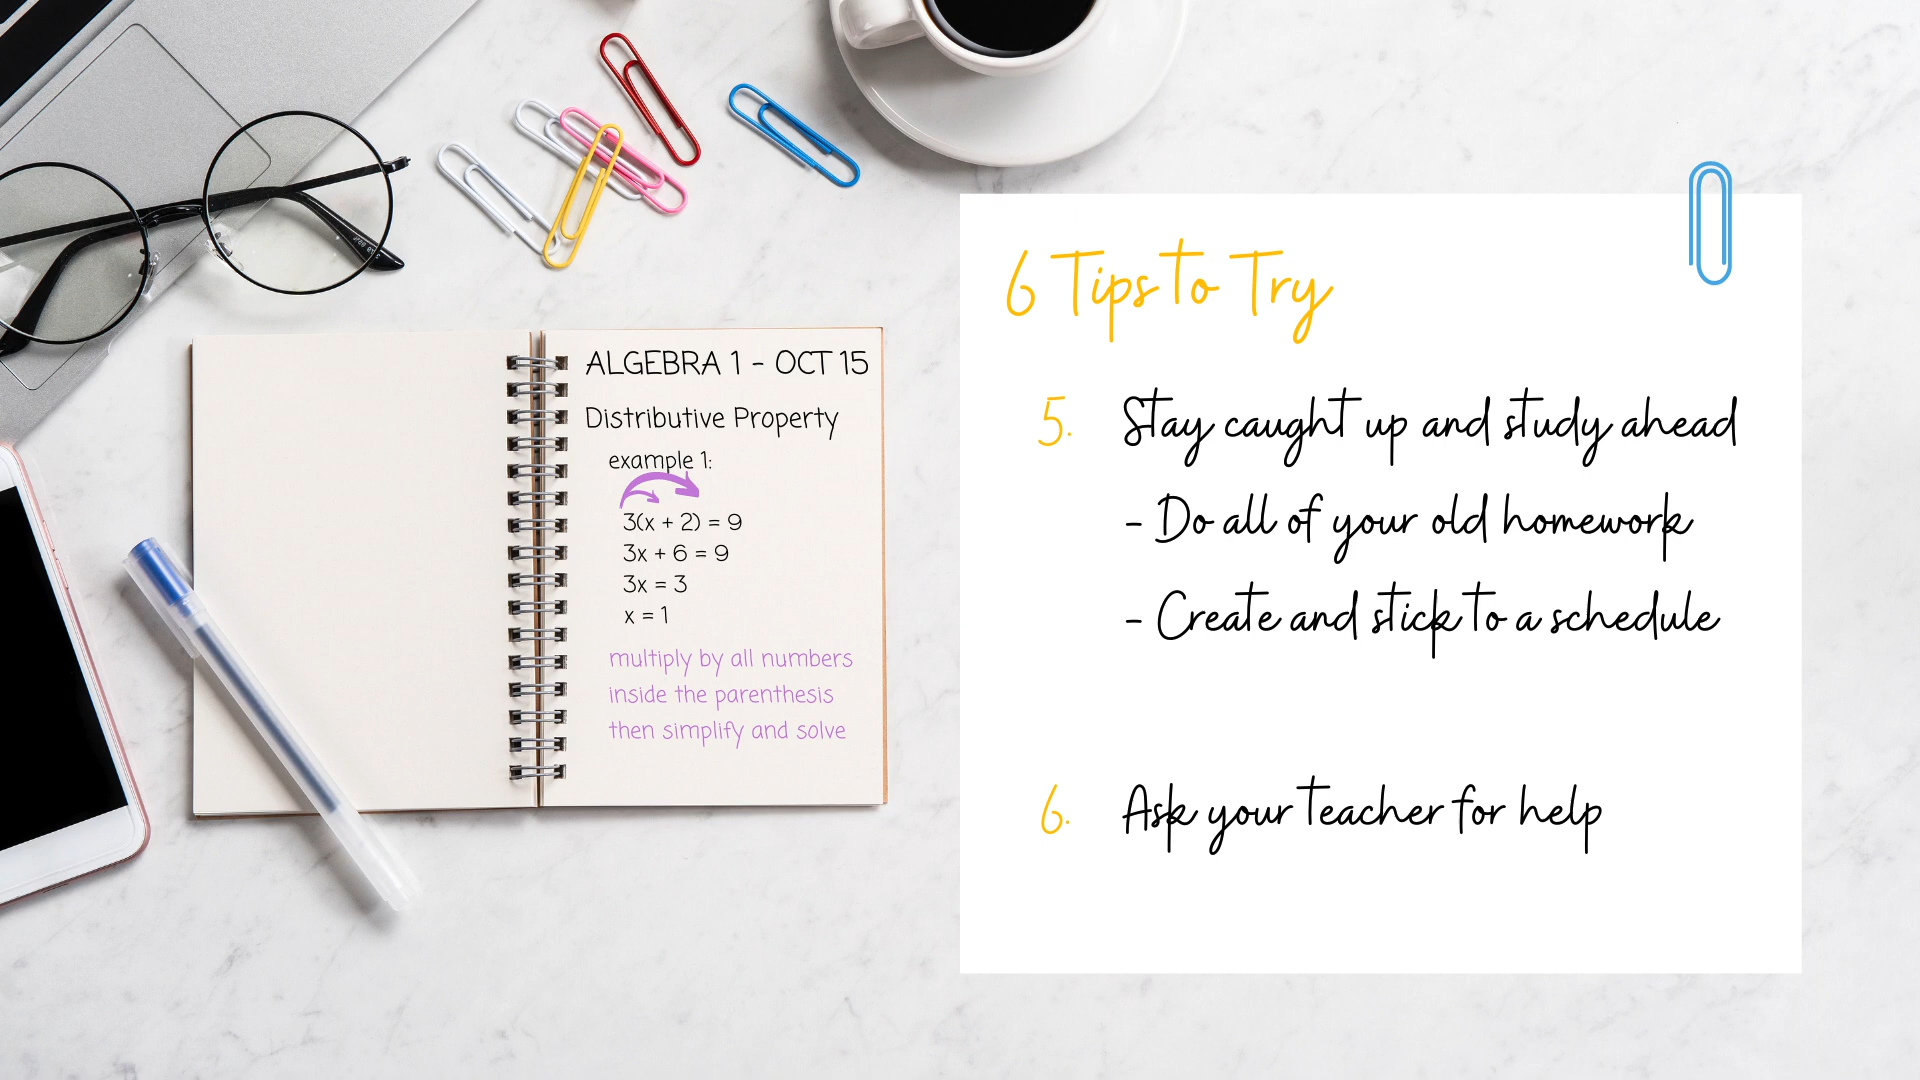 ALGEBRA 1 - OCT 15
Distributive Property
example 1:
3(x + 2) = 9
3x + 6 = 9
3x = 3
x = 1
multiply by all numbers
inside the parenthesis
then simplify and solve
6 Tips to Try
5. Stay caught up and study ahead
- Do all of your old homework
- Create and stick to a schedule
6. Ask your teacher for help